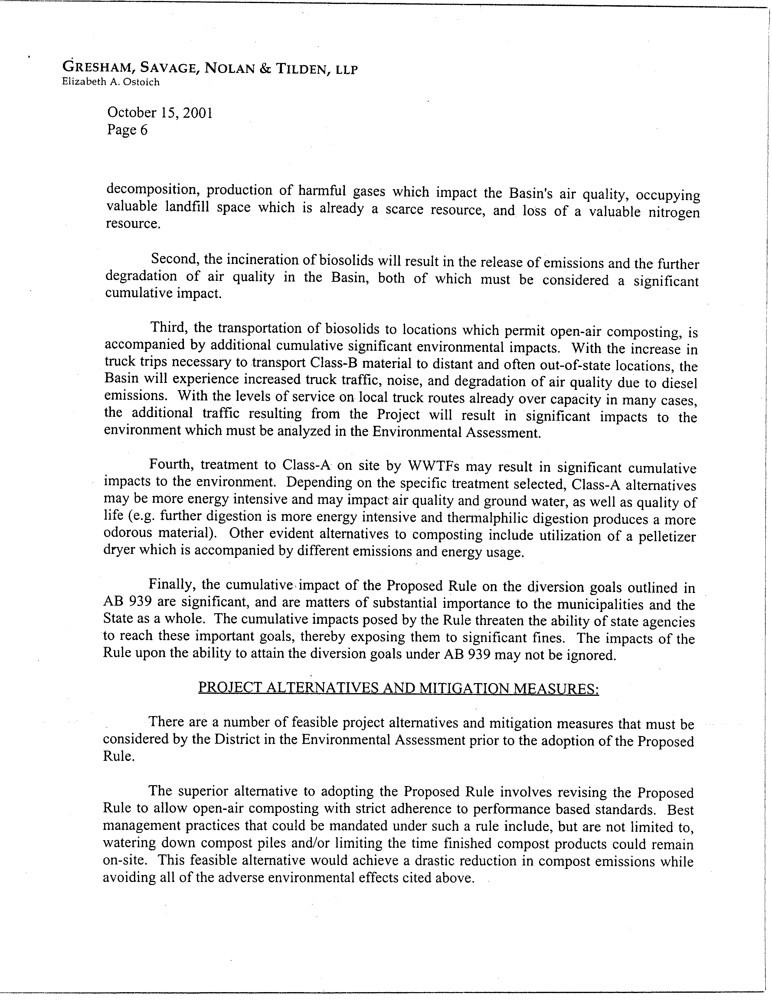 GRESHAM, SAVAGE, NOLAN & TILDEN, LLP
Elizabeth A. Ostoich
October 15, 2001
Page 6
decomposition, production of harmful gases which impact the Basin's air quality, occupying
valuable landfill space which is already a scarce resource, and loss of a valuable nitrogen
resource.
Second, the incineration of biosolids will result in the release of emissions and the further
degradation of air quality in the Basin, both of which must be considered a significant
cumulative impact.
Third, the transportation of biosolids to locations which permit open-air composting, is
accompanied by additional cumulative significant environmental impacts. With the increase in
truck trips necessary to transport Class-B material to distant and often out-of-state locations, the
Basin will experience increased truck traffic, noise, and degradation of air quality due to diesel
emissions. With the levels of service on local truck routes already over capacity in many cases,
the additional traffic resulting from the Project will result in significant impacts to the
environment which must be analyzed in the Environmental Assessment.
Fourth, treatment to Class-A on site by WWTFs may result in significant cumulative
impacts to the environment. Depending on the specific treatment selected, Class-A alternatives
may be more energy intensive and may impact air quality and ground water, as well as quality of
life (e.g. further digestion is more energy intensive and thermalphilic digestion produces a more
odorous material). Other evident alternatives to composting include utilization of a pelletizer
dryer which is accompanied by different emissions and energy usage.
Finally, the cumulative impact of the Proposed Rule on the diversion goals outlined in
AB 939 are significant, and are matters of substantial importance to the municipalities and the
State as a whole. The cumulative impacts posed by the Rule threaten the ability of state agencies
to reach these important goals, thereby exposing them to significant fines. The impacts of the
Rule upon the ability to attain the diversion goals under AB 939 may not be ignored.
PROJECT ALTERNATIVES AND MITIGATION MEASURES:
There are a number of feasible project alternatives and mitigation measures that must be
considered by the District in the Environmental Assessment prior to the adoption of the Proposed
Rule.
The superior alternative to adopting the Proposed Rule involves revising the Proposed
Rule to allow open-air composting with strict adherence to performance based standards. Best
management practices that could be mandated under such a rule include, but are not limited to,
watering down compost piles and/or limiting the time finished compost products could remain
on-site. This feasible alternative would achieve a drastic reduction in compost emissions while
avoiding all of the adverse environmental effects cited above.